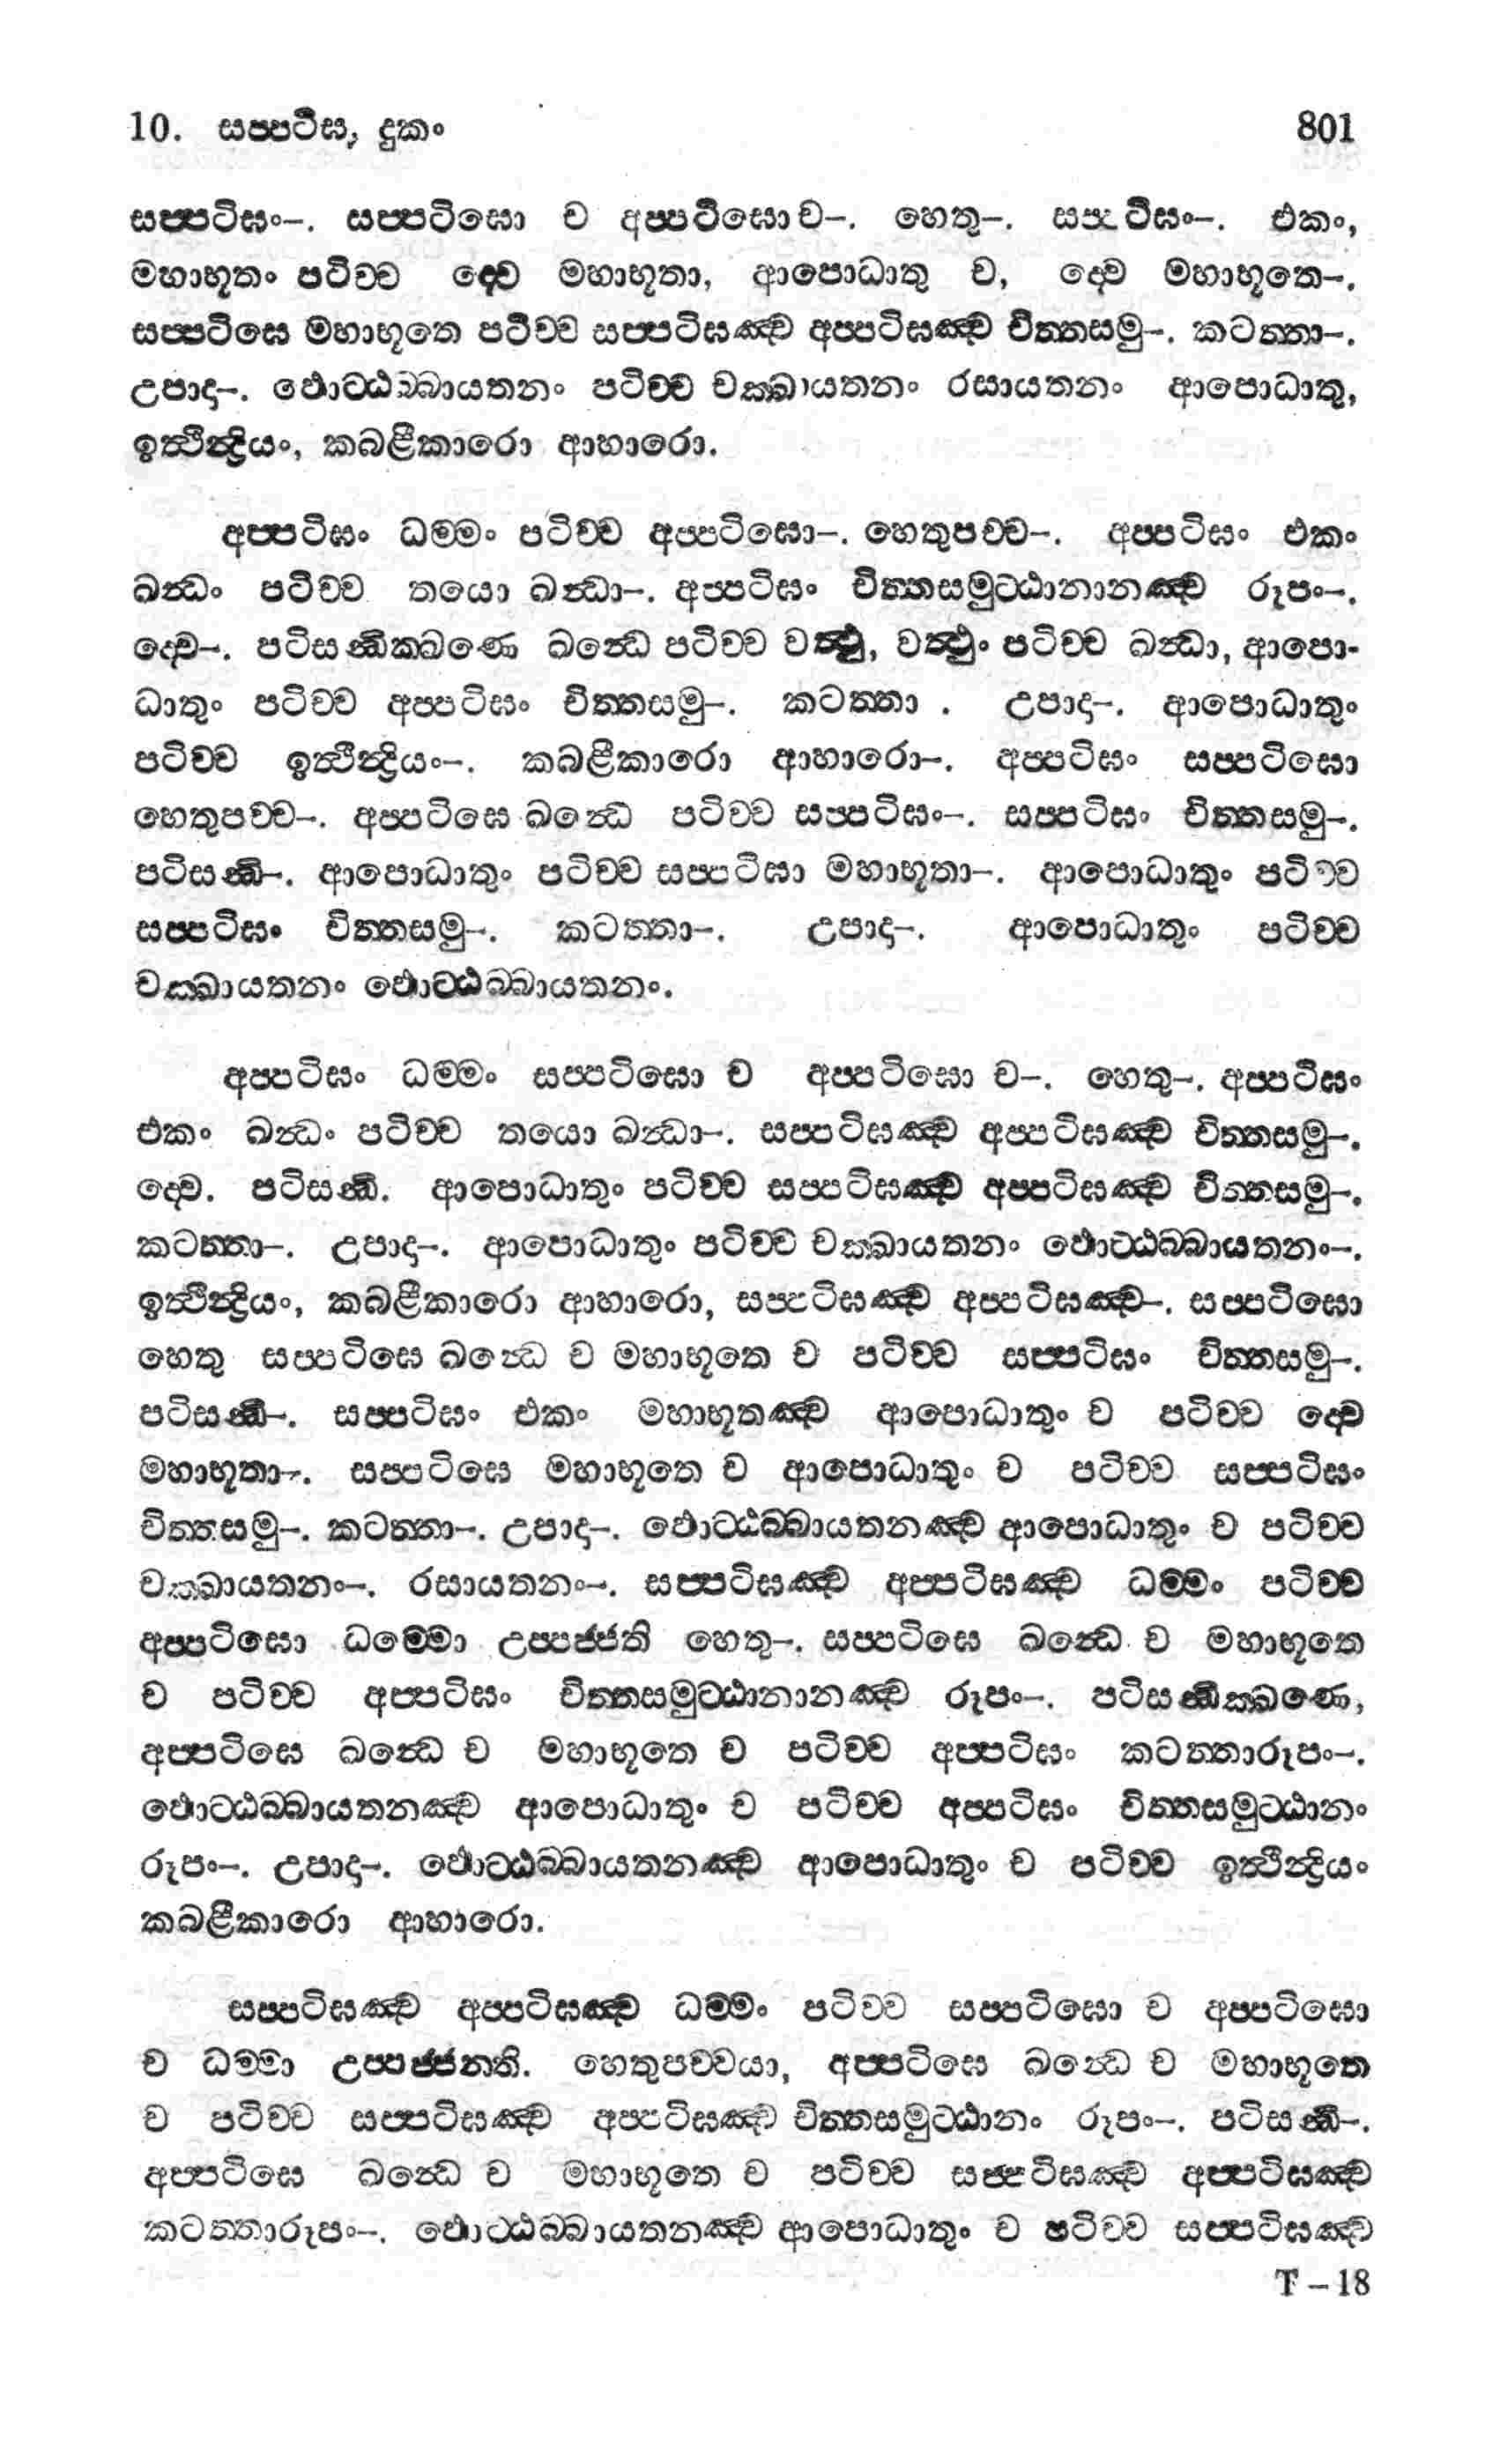 10. සප්පටිඝ, දුකං 801
සප්පටිඝං–. සප්පටිඝො ච අප්පටිඝො ච–. හෙතු–. සප්පටිඝං–. එකං,
මහාභූතං පටිච්ච ද්වෙ මහාභූතා, ආපොධාතු ච, ද්වෙ මහාභූතෙ–.
සප්පටිඝෙ මහාභූතෙ පටිච්ච සප්පටිඝඤ්ච අප්පටිඝඤ්ච චිත්තසමු–. කටත්තා–.
උපාදා–. ඵොට්ඨබ්බායතනං පටිච්ච චක්ඛායතනං රසායතනං ආපොධාතු,
ඉත්ථින්ද්‍රියං, කබළීකාරො ආහාරො.
අප්පටිඝං ධම්මං පටිච්ච අප්පටිඝො–. හෙතුපච්ච–. අප්පටිඝං එකං
ඛන්ධං පටිච්ච තයො ඛන්ධා–. අප්පටිඝං චිත්තසමුට්ඨානානඤ්ච රූපං–.
ද්වෙ–. පටිසන්ධික්ඛණෙ ඛන්ධෙ පටිච්ච වත්ථු, වත්ථුං පටිච්ච ඛන්ධා, ආපො-
ධාතුං පටිච්ච අප්පටිඝං චිත්තසමු–. කටත්තා . උපාදා–. ආපොධාතුං
පටිච්ච ඉත්ථින්ද්‍රියං–. කබළීකාරො ආහාරො–. අප්පටිඝං සප්පටිඝො
හෙතුපච්ච–. අප්පටිඝෙ ඛන්ධෙ පටිච්ච සප්පටිඝං–. සප්පටිඝං චිත්තසමු–.
පටිසන්ධි–. ආපොධාතුං පටිච්ච සප්පටිඝා මහාභූතා–. ආපොධාතුං පටිච්ච
සප්පටිඝං චිත්තසමු–. කටත්තා–. උපාදා–. ආපොධාතුං පටිච්ච
චක්ඛායතනං ඵොට්ඨබ්බායතනං.
අප්පටිඝං ධම්මං සප්පටිඝො ච අප්පටිඝො ච–. හෙතු–. අප්පටිඝං
එකං ඛන්ධං පටිච්ච තයො ඛන්ධා–. සප්පටිඝඤ්ච අප්පටිඝඤ්ච චිත්තසමු–.
ද්වෙ. පටිසන්ධි. ආපොධාතුං පටිච්ච සප්පටිඝඤ්ච අප්පටිඝඤ්ච චිත්තසමු–.
කටත්තා–. උපාදා–. ආපොධාතුං පටිච්ච චක්ඛායතනං ඵොට්ඨබ්බායතනං–.
ඉත්ථින්ද්‍රියං, කබළීකාරො ආහාරො, සප්පටිඝඤ්ච අප්පටිඝඤ්ච–. සප්පටිඝො
හෙතු සප්පටිඝෙ ඛන්ධෙ ච මහාභූතෙ ච පටිච්ච සප්පටිඝං චිත්තසමු–.
පටිසන්ධි–. සප්පටිඝං එකං මහාභූතඤ්ච ආපොධාතුං ච පටිච්ච ද්වෙ
මහාභූතා–. සප්පටිඝෙ මහාභූතෙ ච ආපොධාතුං ච පටිච්ච සප්පටිඝං
චිත්තසමු–. කටත්තා–. උපාදා–. ඵොට්ඨබ්බායතනඤ්ච ආපොධාතුං ච පටිච්ච
චක්ඛායතනං–. රසායතනං–. සප්පටිඝඤ්ච අප්පටිඝඤ්ච ධම්මං පටිච්ච
අප්පටිඝො ධම්මො උප්පජ්ජති හෙතු–. සප්පටිඝෙ ඛන්ධෙ ච මහාභූතෙ
ච පටිච්ච අප්පටිඝං චිත්තසමුට්ඨානානඤ්ච රූපං–. පටිසන්ධික්ඛණෙ,
අප්පටිඝෙ ඛන්ධෙ ච මහාභූතෙ ච පටිච්ච අප්පටිඝං කටත්තාරූපං–.
ඵොට්ඨබ්බායතනඤ්ච ආපොධාතුං ච පටිච්ච අප්පටිඝං චිත්තසමුට්ඨානං
රූපං–. උපාදා–. ඵොට්ඨබ්බායතනඤ්ච ආපොධාතුං ච පටිච්ච ඉත්ථින්ද්‍රියං
කබළීකාරො ආහාරො.
සප්පටිඝඤ්ච අප්පටිඝඤ්ච ධම්මං පටිච්ච සප්පටිඝො ච අප්පටිඝො
ච ධම්මා උප්පජ්ජන්ති. හෙතුපච්චයා, අප්පටිඝෙ ඛන්ධෙ ච මහාභූතෙ
ච පටිච්ච සප්පටිඝඤ්ච අප්පටිඝඤ්ච චිත්තසමුට්ඨානං රූපං–. පටිසන්ධි–.
අප්පටිඝෙ ඛන්ධෙ ච මහාභූතෙ ච පටිච්ච සප්පටිඝඤ්ච අප්පටිඝඤ්ච
කටත්තාරූපං–. ඵොට්ඨබ්බායතනඤ්ච ආපොධාතුං ච පටිච්ච සප්පටිඝඤ්ච
T – 18